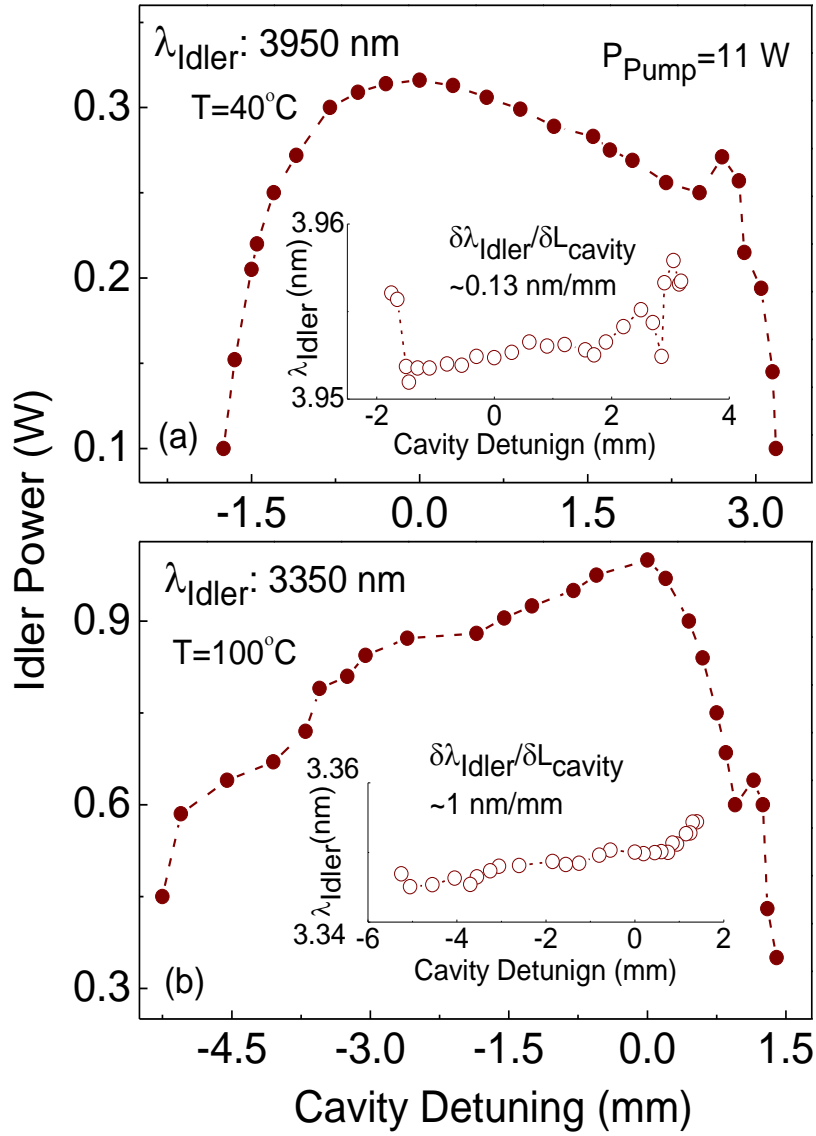 λIdler: 3950 nm
PPump=11 W
T=40°C
0.3
0.2
0.1
(a)
δλIdler/δLcavity
~0.13 nm/mm
3.96
3.95
λIdler(nm)
-2 0 2 4
Cavity Detunign (mm)
-1.5 0.0 1.5 3.0
Idler Power (W)
λIdler: 3350 nm
T=100°C
0.9
0.6
0.3
(b)
δλIdler/δLcavity
~1 nm/mm
3.36
3.34
λIdler(nm)
-6 -4 -2 0 2
Cavity Detunign (mm)
-4.5 -3.0 -1.5 0.0 1.5
Cavity Detuning (mm)